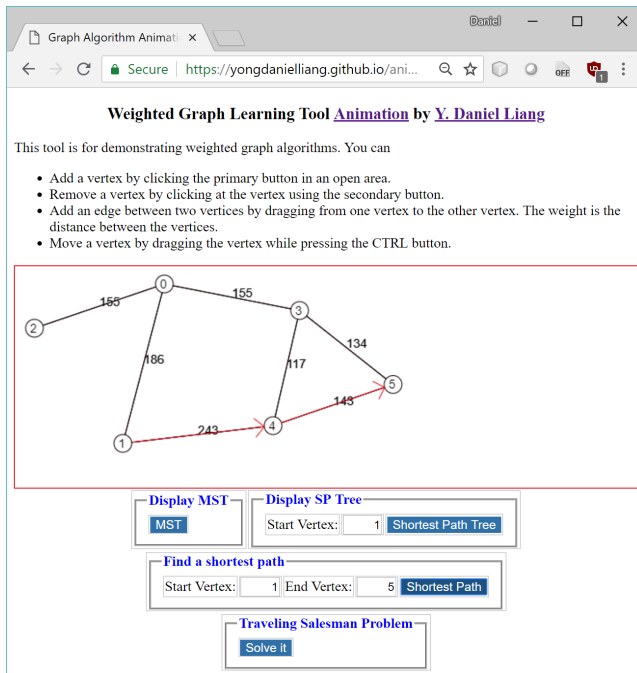 Daniel
Graph Algorithm Animati
Secure https://yongdanielliang.github.io/ani...
OFF
1
Weighted Graph Learning Tool Animation by Y. Daniel Liang
This tool is for demonstrating weighted graph algorithms. You can
• Add a vertex by clicking the primary button in an open area.
• Remove a vertex by clicking at the vertex using the secondary button.
• Add an edge between two vertices by dragging from one vertex to the other vertex. The weight is the
distance between the vertices.
• Move a vertex by dragging the vertex while pressing the CTRL button.
0
155
155
3
2
134
186
117
5
143
243
4
1
Display MST
MST
Display SP Tree
Start Vertex: 1 Shortest Path Tree
Find a shortest path
Start Vertex: 1 End Vertex: 5 Shortest Path
Traveling Salesman Problem
Solve it